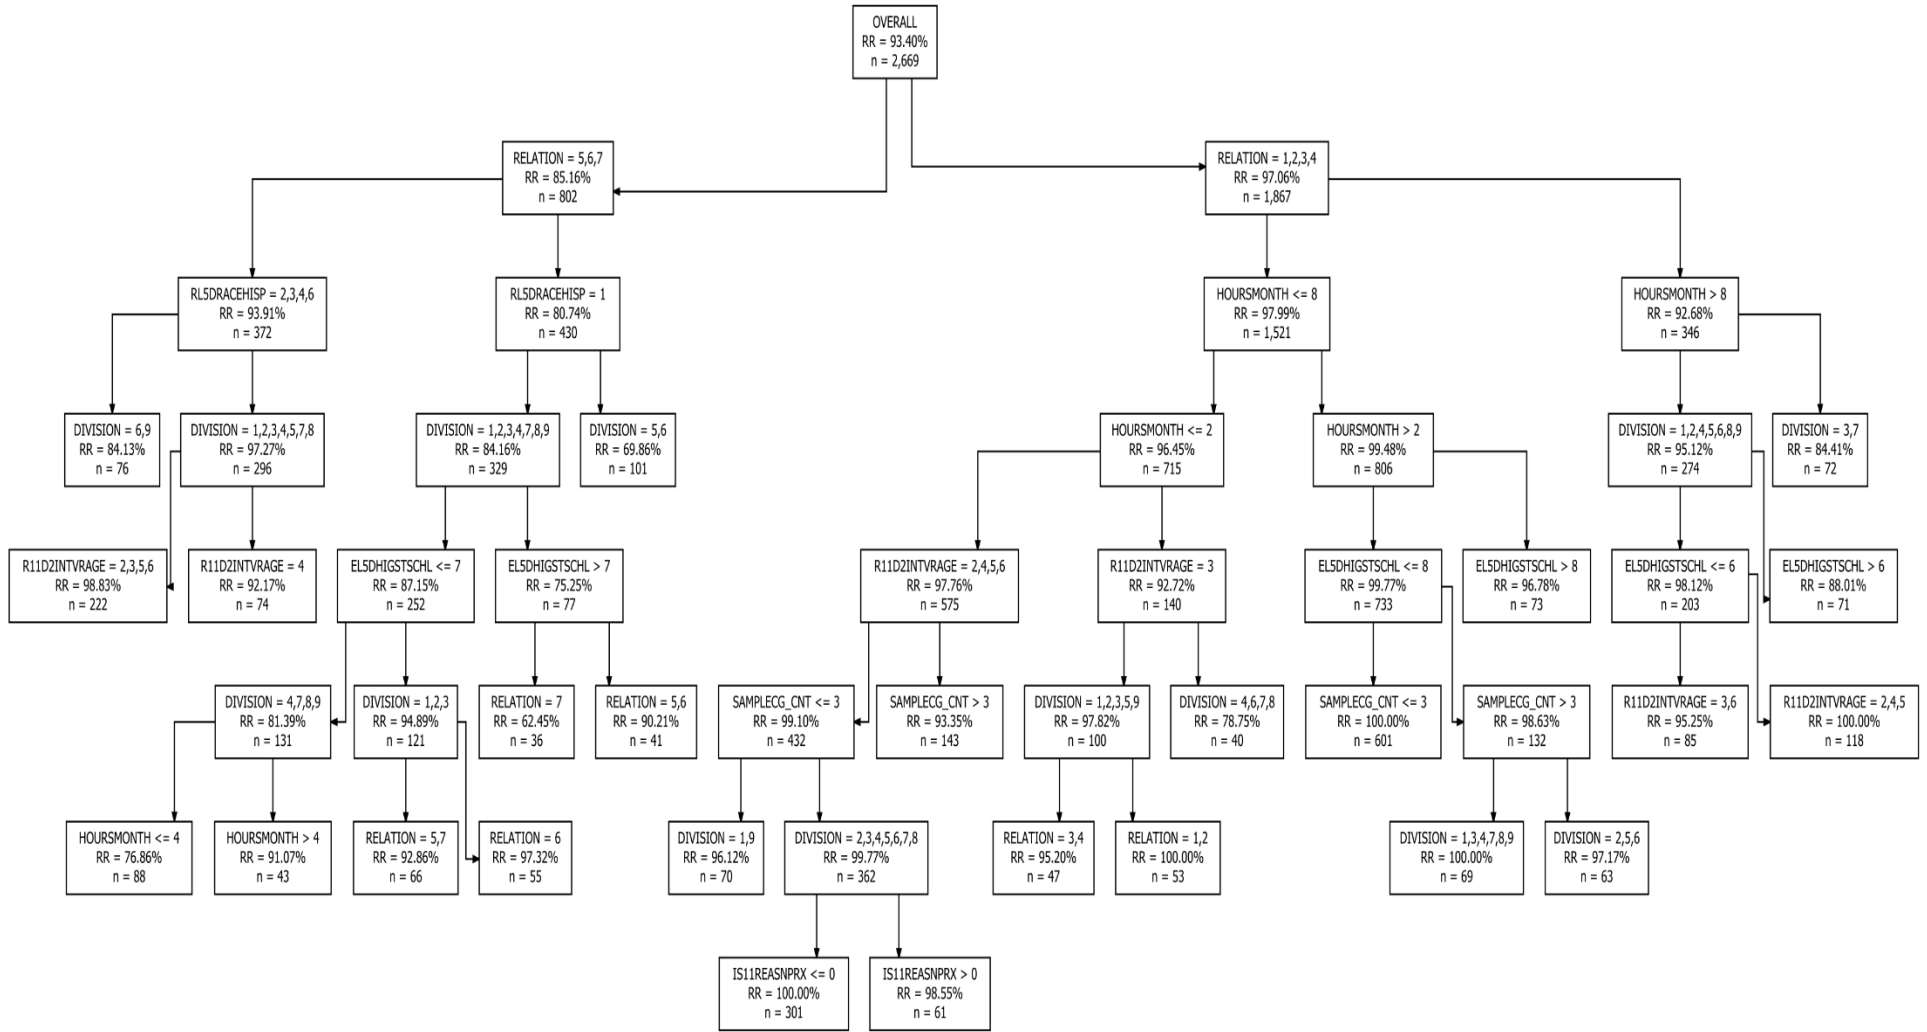 OVERALL
RR = 93.40%
n = 2,669
RELATION = 5,6,7
RR = 85.16%
n = 802
RELATION = 1,2,3,4
RR = 97.06%
n = 1,867
RL5DRACEHISP = 2,3,4,6
RR = 93.91%
n = 372
RL5DRACEHISP = 1
RR = 80.74%
n = 430
HOURSMONTH <= 8
RR = 97.99%
n = 1,521
HOURSMONTH > 8
RR = 92.68%
n = 346
DIVISION = 6,9
RR = 84.13%
n = 76
DIVISION = 1,2,3,4,5,7,8
RR = 97.27%
n = 296
DIVISION = 1,2,3,4,7,8,9
RR = 84.16%
n = 329
DIVISION = 5,6
RR = 69.86%
n = 101
HOURSMONTH <= 2
RR = 96.45%
n = 715
HOURSMONTH > 2
RR = 99.48%
n = 806
DIVISION = 1,2,4,5,6,8,9
RR = 95.12%
n = 274
DIVISION = 3,7
RR = 84.41%
n = 72
R11D2INTVRAGE = 2,3,5,6
RR = 98.83%
n = 222
R11D2INTVRAGE = 4
RR = 92.17%
n = 74
EL5DHIGSTSCHL <= 7
RR = 87.15%
n = 252
EL5DHIGSTSCHL > 7
RR = 75.25%
n = 77
R11D2INTVRAGE = 2,4,5,6
RR = 97.76%
n = 575
R11D2INTVRAGE = 3
RR = 92.72%
n = 140
EL5DHIGSTSCHL <= 8
RR = 99.77%
n = 733
EL5DHIGSTSCHL > 8
RR = 96.78%
n = 73
EL5DHIGSTSCHL <= 6
RR = 98.12%
n = 203
EL5DHIGSTSCHL > 6
RR = 88.01%
n = 71
DIVISION = 4,7,8,9
RR = 81.39%
n = 131
DIVISION = 1,2,3
RR = 94.89%
n = 121
RELATION = 7
RR = 62.45%
n = 36
RELATION = 5,6
RR = 90.21%
n = 41
SAMPLECG_CNT <= 3
RR = 99.10%
n = 432
SAMPLECG_CNT > 3
RR = 93.35%
n = 143
DIVISION = 1,2,3,5,9
RR = 97.82%
n = 100
DIVISION = 4,6,7,8
RR = 78.75%
n = 40
SAMPLECG_CNT <= 3
RR = 100.00%
n = 601
SAMPLECG_CNT > 3
RR = 98.63%
n = 132
R11D2INTVRAGE = 3,6
RR = 95.25%
n = 85
R11D2INTVRAGE = 2,4,5
RR = 100.00%
n = 118
HOURSMONTH <= 4
RR = 76.86%
n = 88
HOURSMONTH > 4
RR = 91.07%
n = 43
RELATION = 5,7
RR = 92.86%
n = 66
RELATION = 6
RR = 97.32%
n = 55
DIVISION = 1,9
RR = 96.12%
n = 70
DIVISION = 2,3,4,5,6,7,8
RR = 99.77%
n = 362
RELATION = 3,4
RR = 95.20%
n = 47
RELATION = 1,2
RR = 100.00%
n = 53
DIVISION = 1,3,4,7,8,9
RR = 100.00%
n = 69
DIVISION = 2,5,6
RR = 97.17%
n = 63
IS11REASNPRX <= 0
RR = 100.00%
n = 301
IS11REASNPRX > 0
RR = 98.55%
n = 61